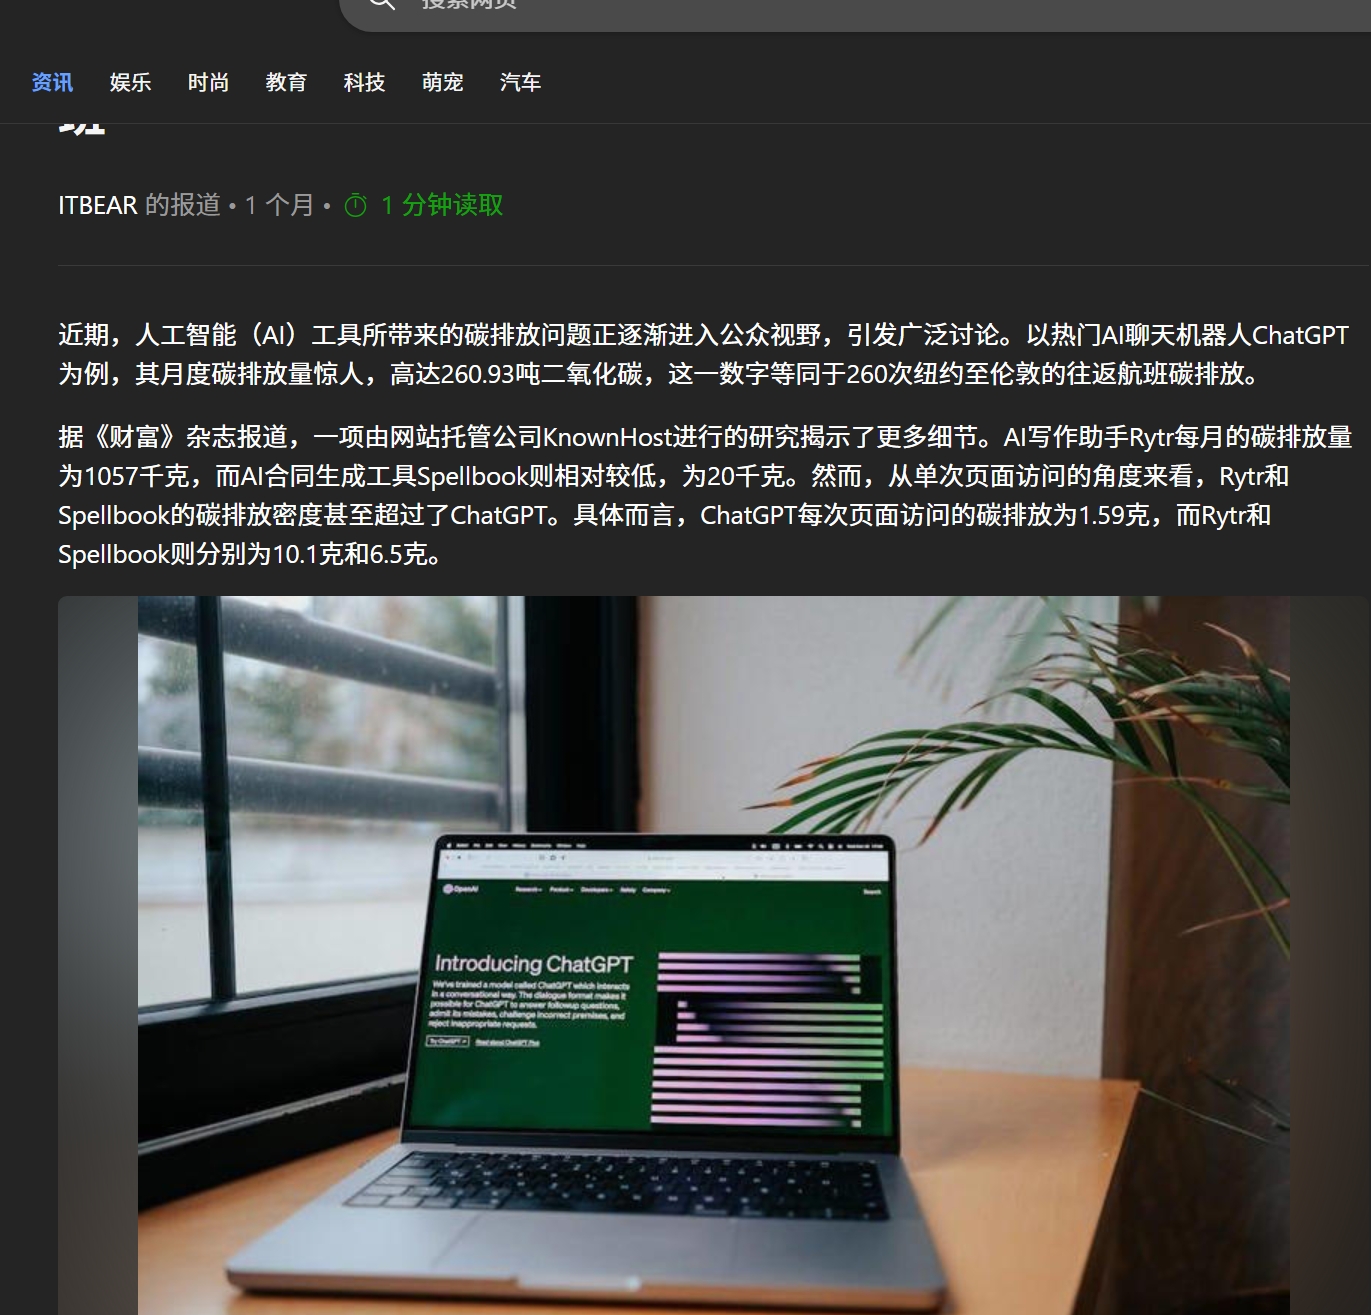 搜索网页
资讯 娱乐 时尚 教育 科技 萌宠 汽车
班
ITBEAR 的报道 • 1 个月 • 1 分钟读取
近期，人工智能（AI）工具所带来的碳排放问题正逐渐进入公众视野，引发广泛讨论。以热门AI聊天机器人ChatGPT
为例，其月度碳排放量惊人，高达260.93吨二氧化碳，这一数字等同于260次纽约至伦敦的往返航班碳排放。
据《财富》杂志报道，一项由网站托管公司KnownHost进行的研究揭示了更多细节。AI写作助手Rytr每月的碳排放量
为1057千克，而AI合同生成工具Spellbook则相对较低，为20千克。然而，从单次页面访问的角度来看，Rytr和
Spellbook的碳排放密度甚至超过了ChatGPT。具体而言，ChatGPT每次页面访问的碳排放为1.59克，而Rytr和
Spellbook则分别为10.1克和6.5克。
OpenAI Research Product Developers Safety Company Search
Introducing ChatGPT
We've trained a model called ChatGPT which interacts
in a conversational way. The dialogue format makes it
possible for ChatGPT to answer followup questions,
admit its mistakes, challenge incorrect premises, and
reject inappropriate requests.
Try ChatGPT Read about ChatGPT Plus